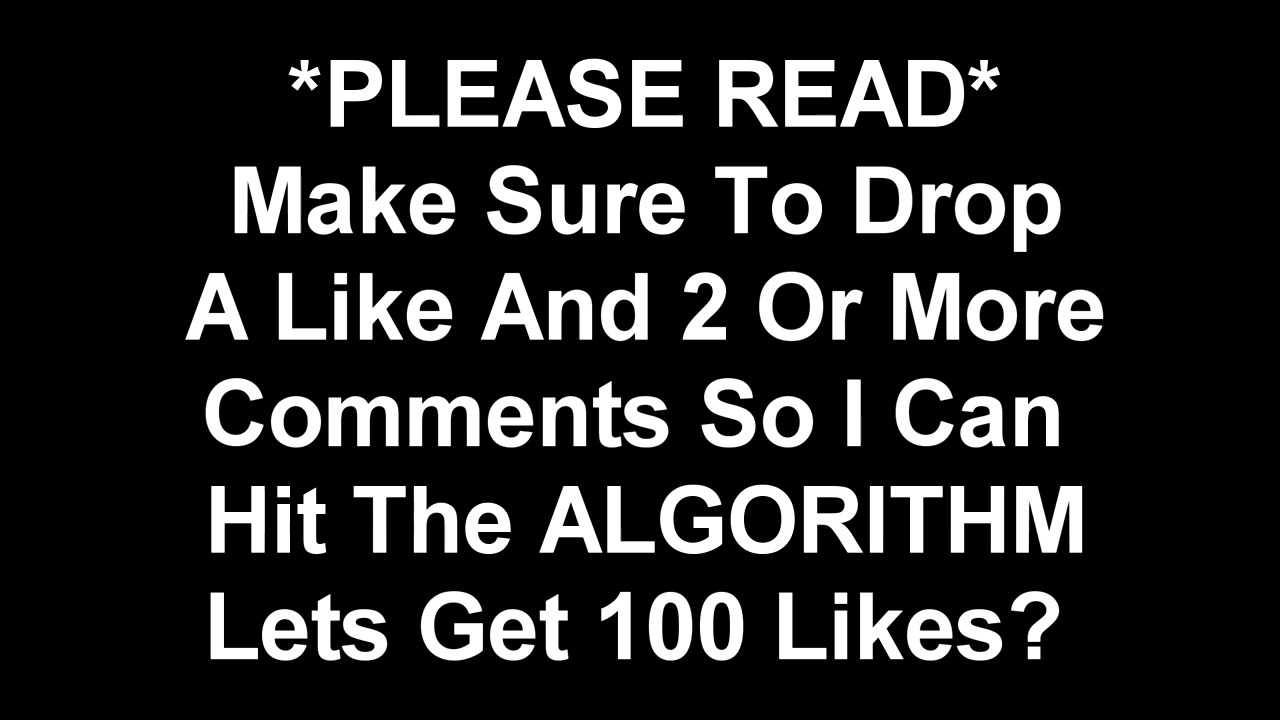 *PLEASE READ*
Make Sure To Drop
A Like And 2 Or More
Comments So I Can
Hit The ALGORITHM
Lets Get 100 Likes?